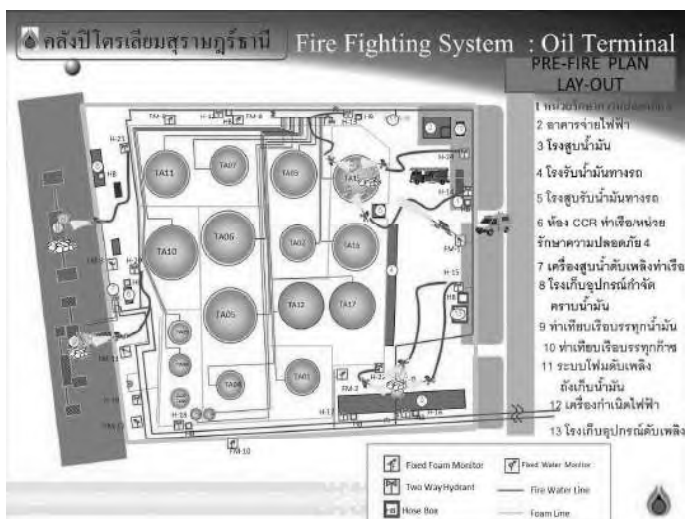 คลังปิโตรเลียมสุราษฎร์ธานี
Fire Fighting System : Oil Terminal
PRE-FIRE PLAN
LAY-OUT
2 อาคารจ่ายไฟฟ้า
3 โรงสูบน้ำมัน
4 โรงรับน้ำมันทางรถ
5 โรงสูบรับน้ำมันทางรถ
6 ห้อง CCR ท่าเรือ/หน่วย
รักษาความปลอดภัย 4
7 เครื่องสูบน้ำดับเพลิงท่าเรือ
8 โรงเก็บอุปกรณ์กำจัด
คราบน้ำมัน
9 ท่าเทียบเรือบรรทุกน้ำมัน
10 ท่าเทียบเรือบรรทุกก๊าซ
11 ระบบโฟมดับเพลิง
ถังเก็บน้ำมัน
12 เครื่องกำเนิดไฟฟ้า
13 โรงเก็บอุปกรณ์ดับเพลิง
TA11
TA07
TA10
TA06
TA02
TA16
TA05
TA12
TA17
TA01
H-15
HB
H-17
H-16
FM-10
Fixed Foam Monitor
Fixed Water Monitor
Two Way Hydrant
Fire Water Line
Hose Box
Foam Line